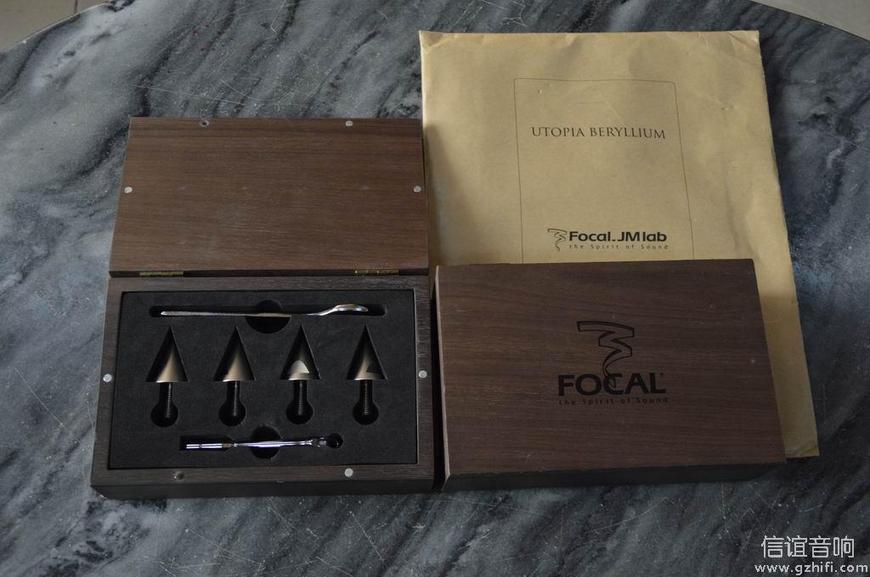 UTOPIA BERYLLIUM
Focal.JMlab
the Spirit of Sound
FOCAL®
the Spirit of Sound
信谊音响
www.gzhifi.com